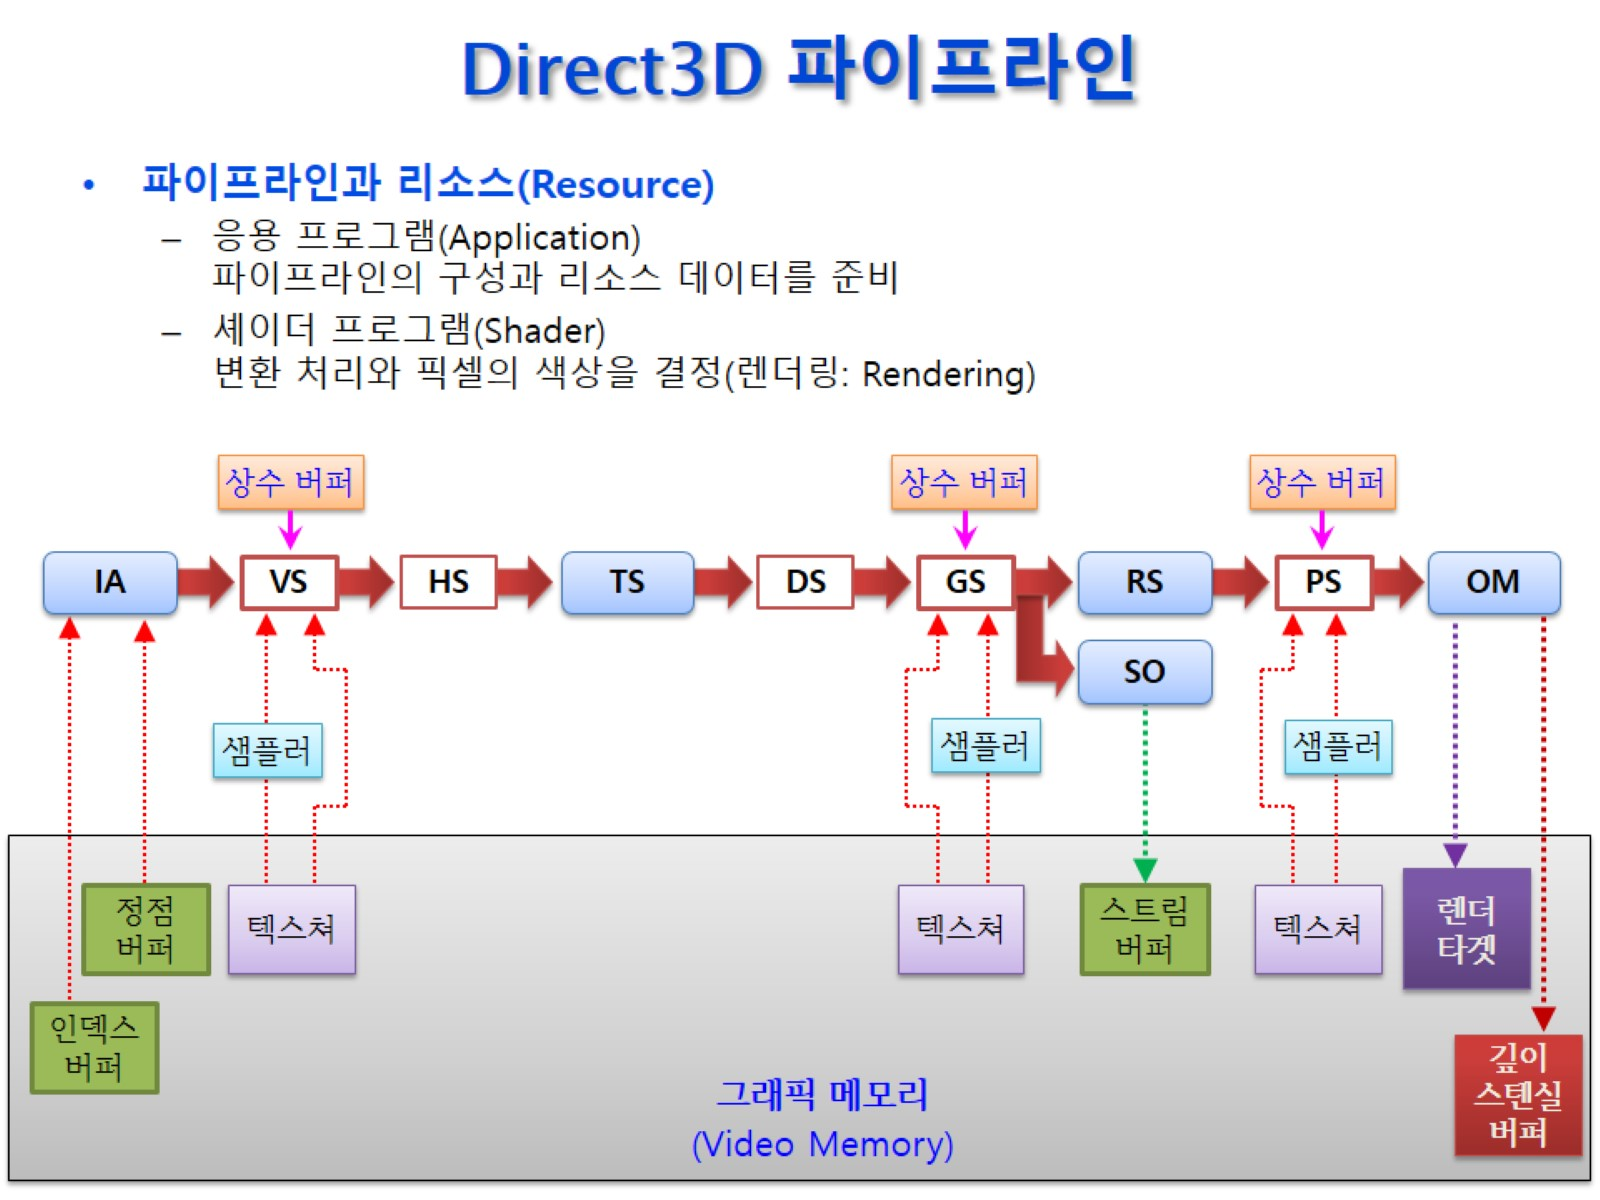 Direct3D 파이프라인
• 파이프라인과 리소스(Resource)
– 응용 프로그램(Application)
파이프라인의 구성과 리소스 데이터를 준비
– 셰이더 프로그램(Shader)
변환 처리와 픽셀의 색상을 결정(렌더링: Rendering)
상수 버퍼
상수 버퍼
상수 버퍼
IA
VS
HS
TS
DS
GS
RS
PS
OM
SO
샘플러
샘플러
샘플러
정점
버퍼
텍스쳐
텍스쳐
스트림
버퍼
텍스쳐
렌더
타겟
인덱스
버퍼
깊이
스텐실
버퍼
그래픽 메모리
(Video Memory)